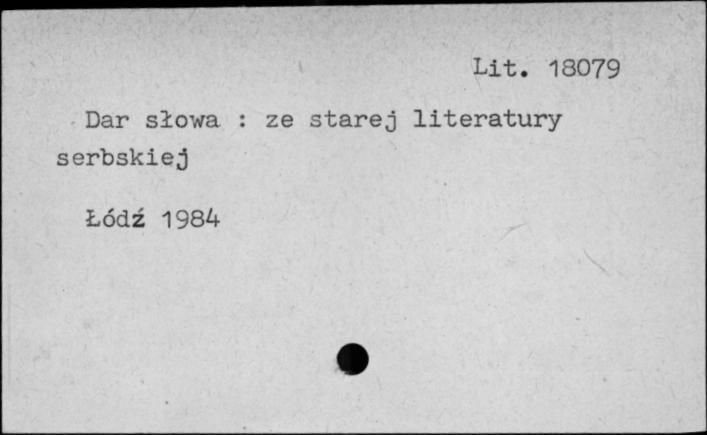 Lit. 18079
Dar słowa : ze starej literatury
serbskiej
Łódź 1984